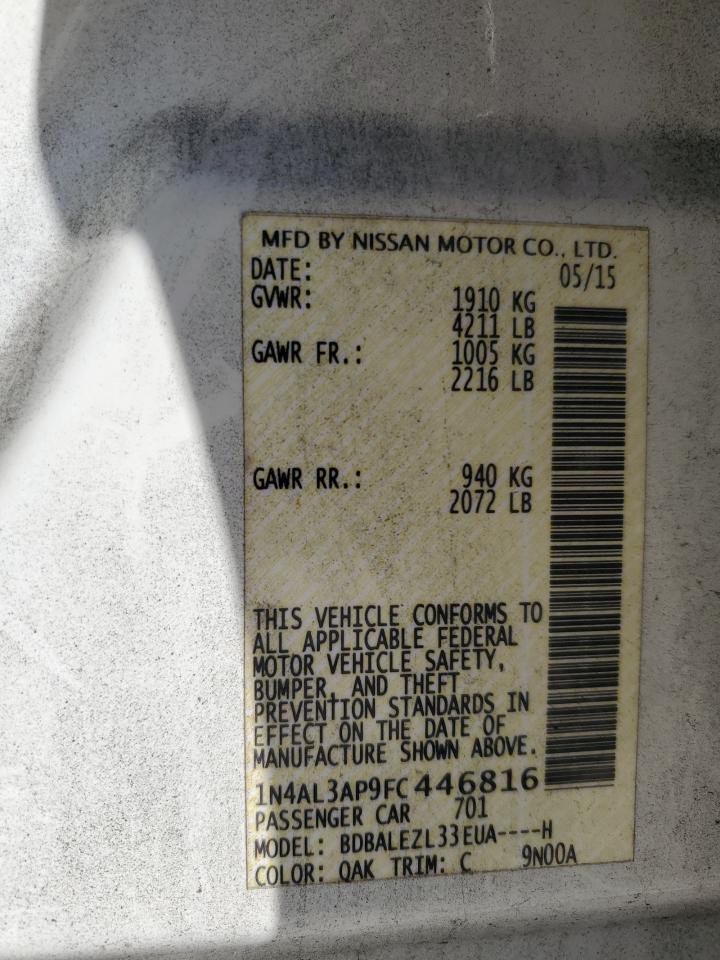 MFD BY NISSAN MOTOR CO., LTD.
DATE: 05/15
GVWR: 1910 KG
4211 LB
GAWR FR.: 1005 KG
2216 LB
GAWR RR.: 940 KG
2072 LB
THIS VEHICLE CONFORMS TO
ALL APPLICABLE FEDERAL
MOTOR VEHICLE SAFETY,
BUMPER, AND THEFT
PREVENTION STANDARDS IN
EFFECT ON THE DATE OF
MANUFACTURE SHOWN ABOVE.
1N4AL3AP9FC446816
PASSENGER CAR 701
MODEL: BDBALEZL33EUA----H
COLOR: QAK TRIM: C 9N00A